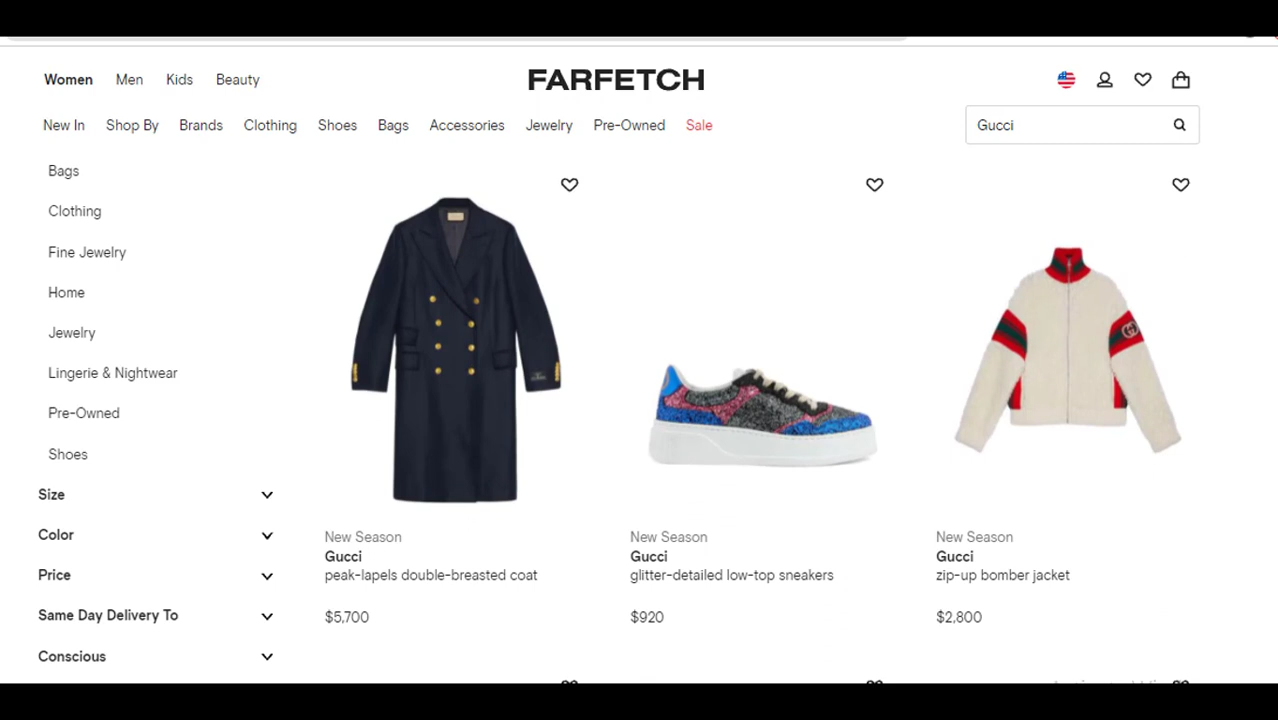 Women Men Kids Beauty
FARFETCH
New In Shop By Brands Clothing Shoes Bags Accessories Jewelry Pre-Owned Sale
Gucci
Bags
Clothing
Fine Jewelry
Home
Jewelry
Lingerie & Nightwear
Pre-Owned
Shoes
Size
Color
Price
Same Day Delivery To
Conscious
New Season
Gucci
peak-lapels double-breasted coat
$5,700
New Season
Gucci
glitter-detailed low-top sneakers
$920
New Season
Gucci
zip-up bomber jacket
$2,800